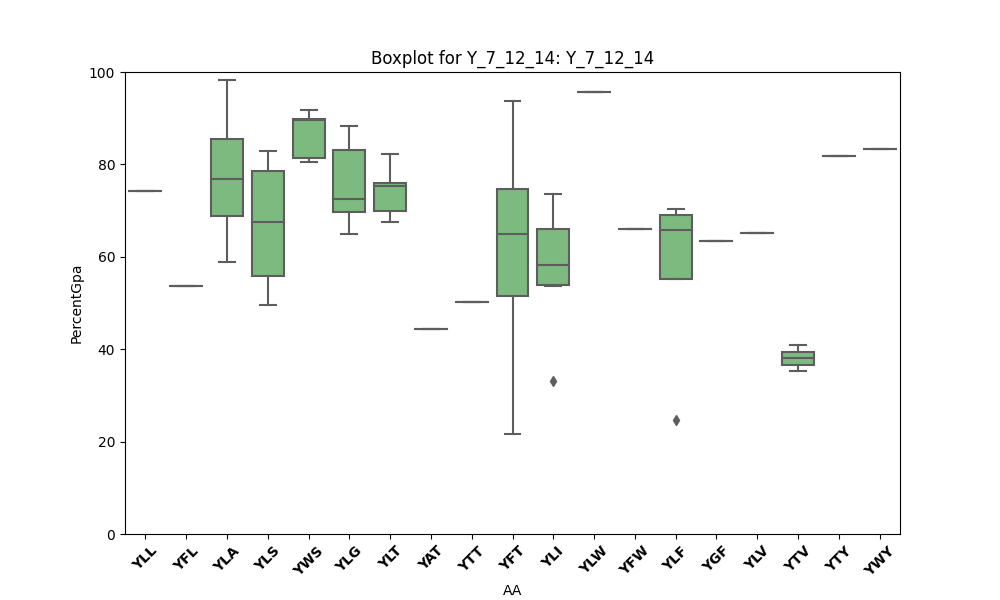 Boxplot for Y_7_12_14: Y_7_12_14
100
80
60
40
20
0
PercentGpa
YLL YFL YLA YLS YWS YLG YLT YAT YTT YFT YLI YLW YFW YLF YGF YLV YTV YTY YWY
AA